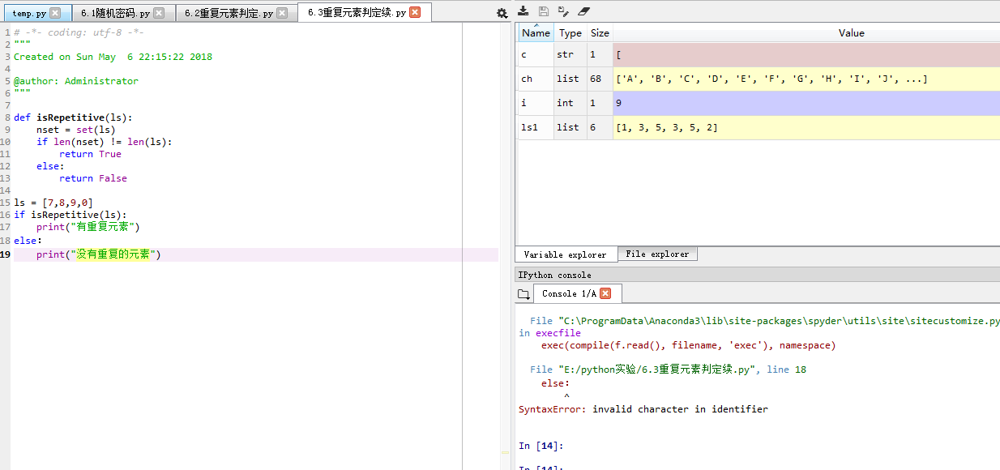 temp.py 6.1随机密码.py 6.2重复元素判定.py 6.3重复元素判定续.py
1 # -*- coding: utf-8 -*-
2 """
3 Created on Sun May  6 22:15:22 2018
4
5 @author: Administrator
6 """
7
8 def isRepetitive(ls):
9     nset = set(ls)
10     if len(nset) != len(ls):
11         return True
12     else:
13         return False
14
15 ls = [7,8,9,0]
16 if isRepetitive(ls):
17     print("有重复元素")
18 else：
19     print("没有重复的元素")
Name Type Size Value
c str 1 [
ch list 68 ['A', 'B', 'C', 'D', 'E', 'F', 'G', 'H', 'I', 'J', ...]
i int 1 9
ls1 list 6 [1, 3, 5, 3, 5, 2]
Variable explorer File explorer
IPython console
Console 1/A
File "C:\ProgramData\Anaconda3\lib\site-packages\spyder\utils\site\sitecustomize.py
in execfile
exec(compile(f.read(), filename, 'exec'), namespace)
File "E:/python实验/6.3重复元素判定续.py", line 18
else：
^
SyntaxError: invalid character in identifier
In [14]:
In [14]: